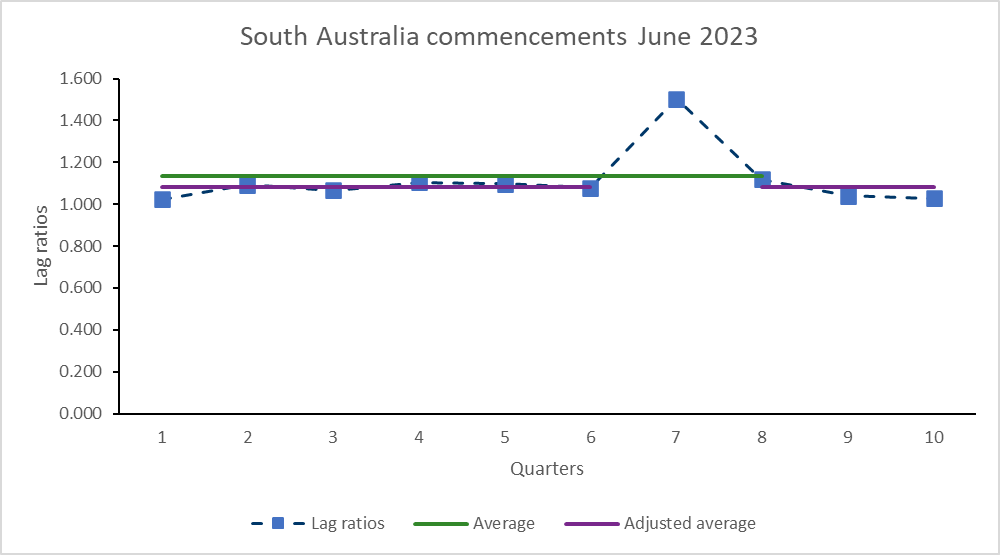 South Australia commencements June 2023
1.600
1.400
1.200
1.000
0.800
0.600
0.400
0.200
0.000
Lag ratios
1 2 3 4 5 6 7 8 9 10
Quarters
Lag ratios Average Adjusted average